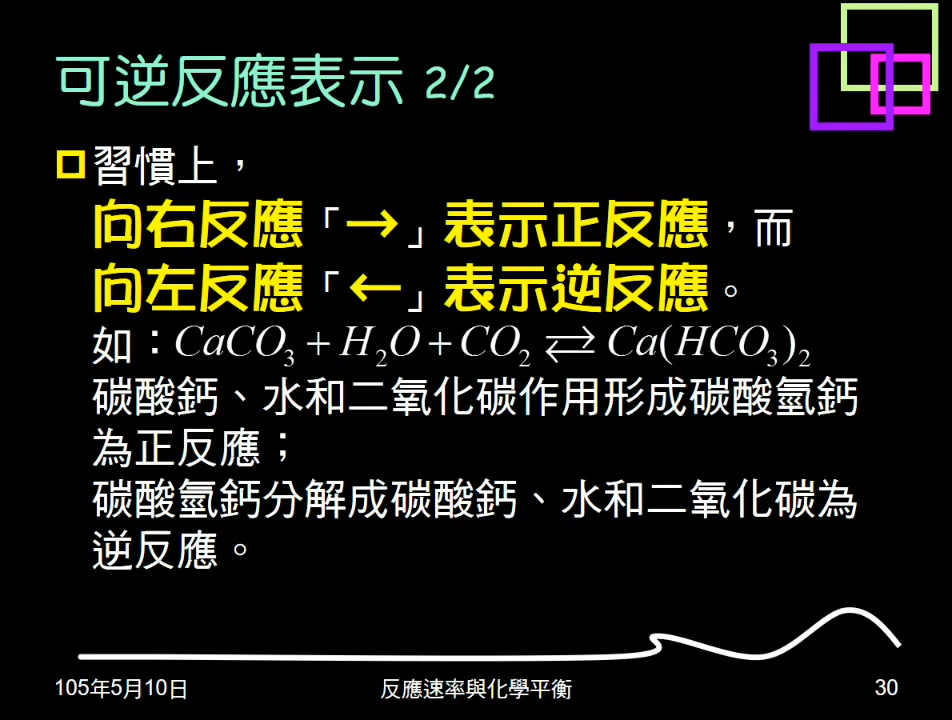 可逆反應表示 2/2
習慣上，
向右反應「→」表示正反應，而
向左反應「←」表示逆反應。
如：CaCO₃ + H₂O + CO₂ ⇄ Ca(HCO₃)₂
碳酸鈣、水和二氧化碳作用形成碳酸氫鈣
為正反應；
碳酸氫鈣分解成碳酸鈣、水和二氧化碳為
逆反應。
105年5月10日
反應速率與化學平衡
30